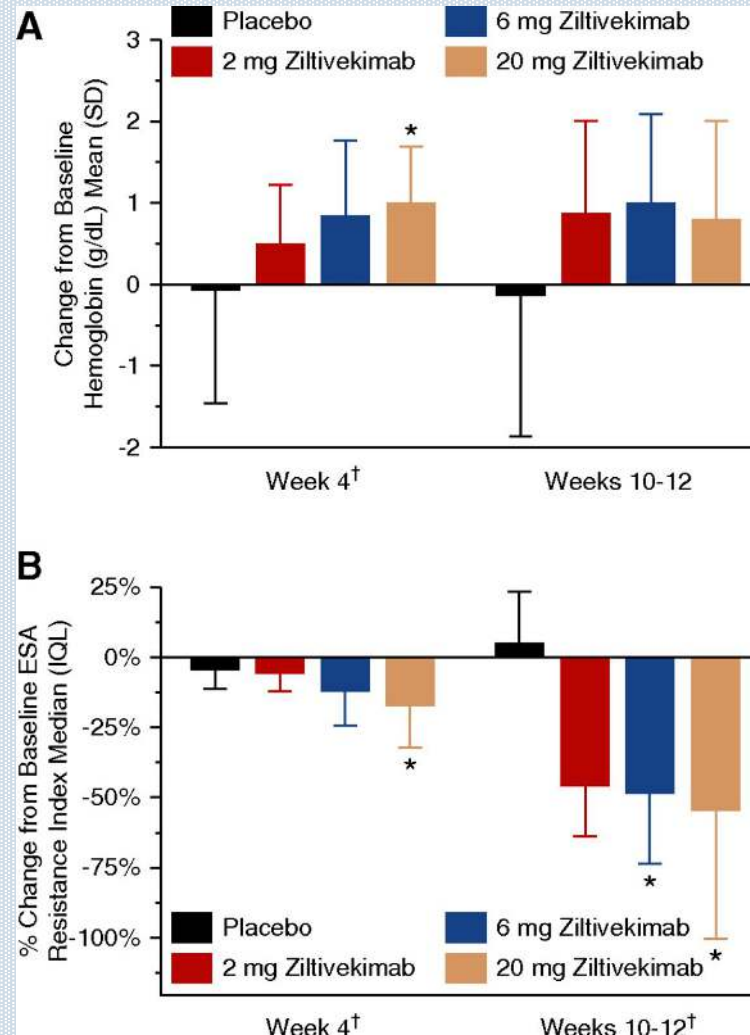 A
Placebo
6 mg Ziltivekimab
2 mg Ziltivekimab
20 mg Ziltivekimab
Change from Baseline
Hemoglobin (g/dL) Mean (SD)
3
2
1
0
-1
-2
*
Week 4†
Weeks 10-12
B
% Change from Baseline ESA
Resistance Index Median (IQL)
25%
0%
-25%
-50%
-75%
-100%
*
*
*
Placebo
6 mg Ziltivekimab
2 mg Ziltivekimab
20 mg Ziltivekimab
Week 4†
Weeks 10-12†